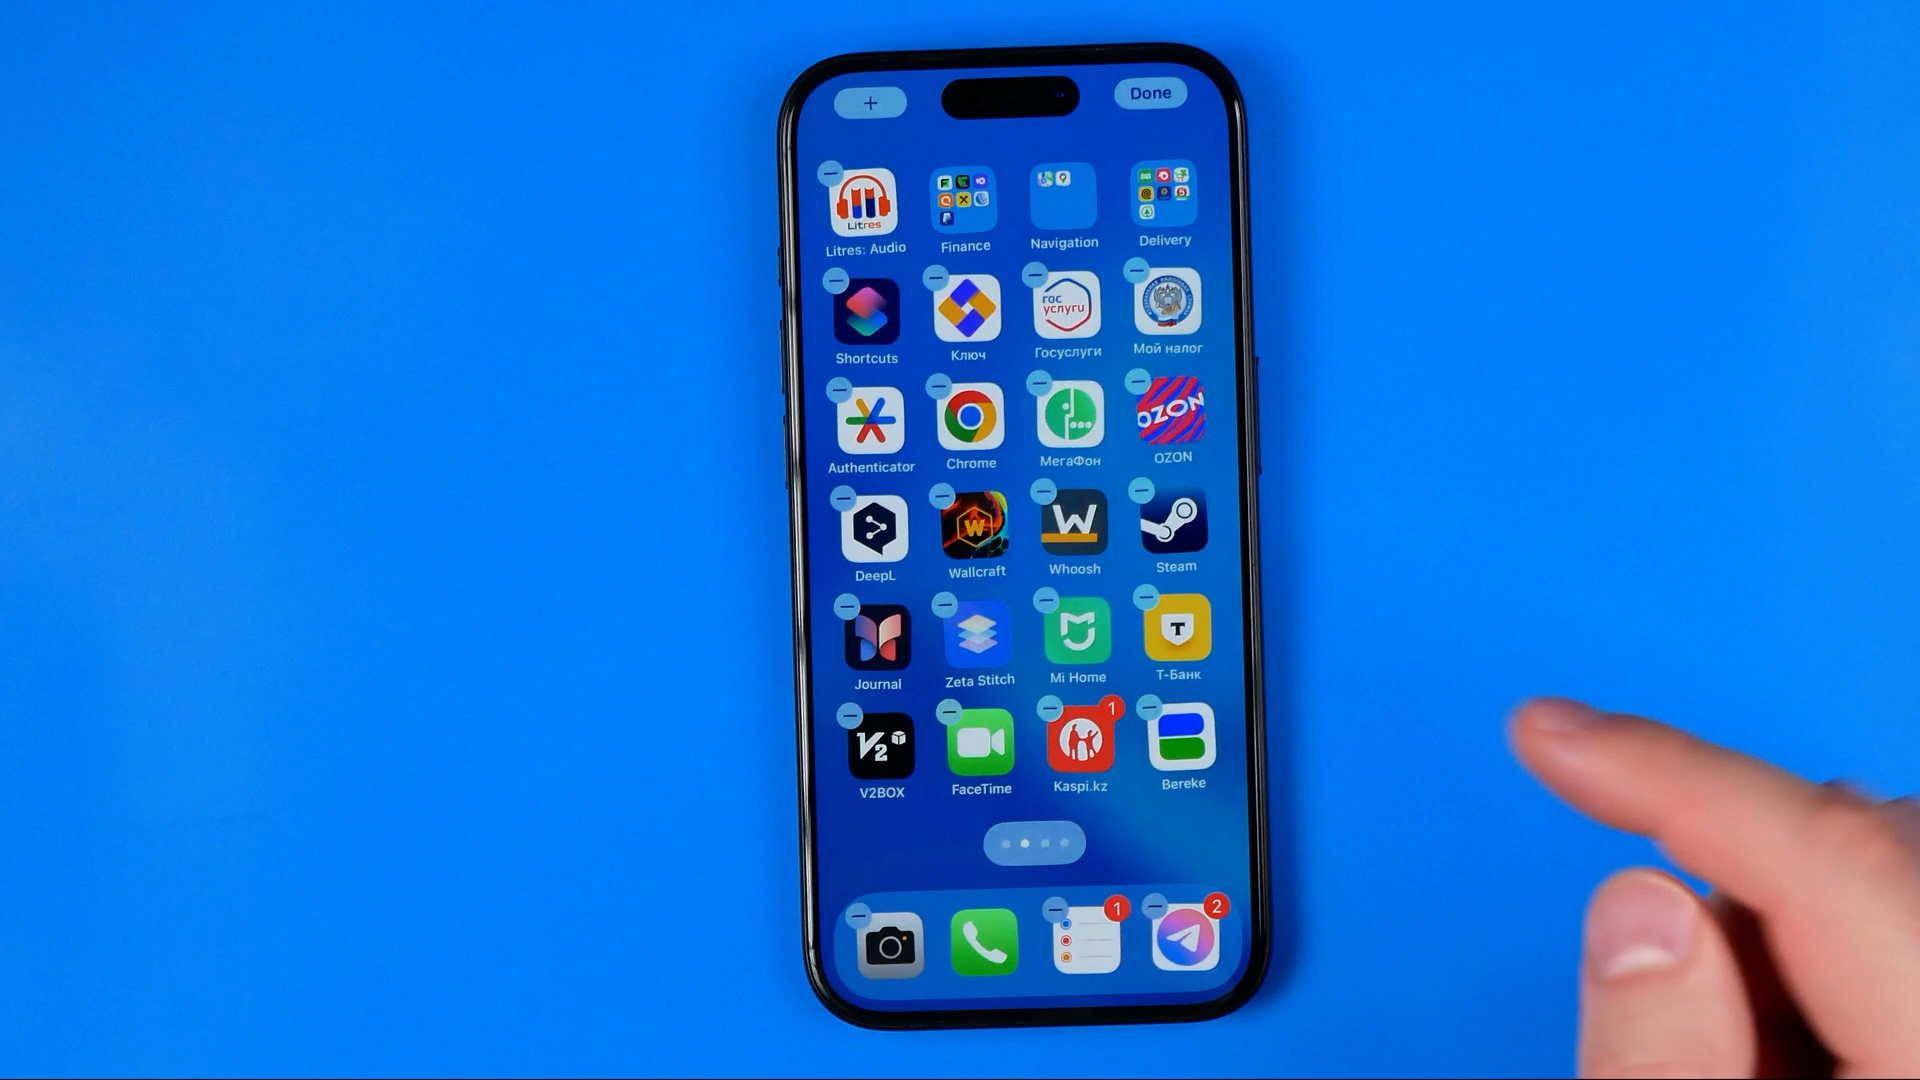 +
Done
Litres
Litres: Audio
Finance
Navigation
Delivery
гос
услуги
Shortcuts
Ключ
Госуслуги
Мой налог
OZON
Authenticator
Chrome
МегаФон
OZON
W
W
DeepL
Wallcraft
Whoosh
Steam
T
Journal
Zeta Stitch
Mi Home
Т-Банк
1
V2
V2BOX
FaceTime
Kaspi.kz
Bereke
1
2